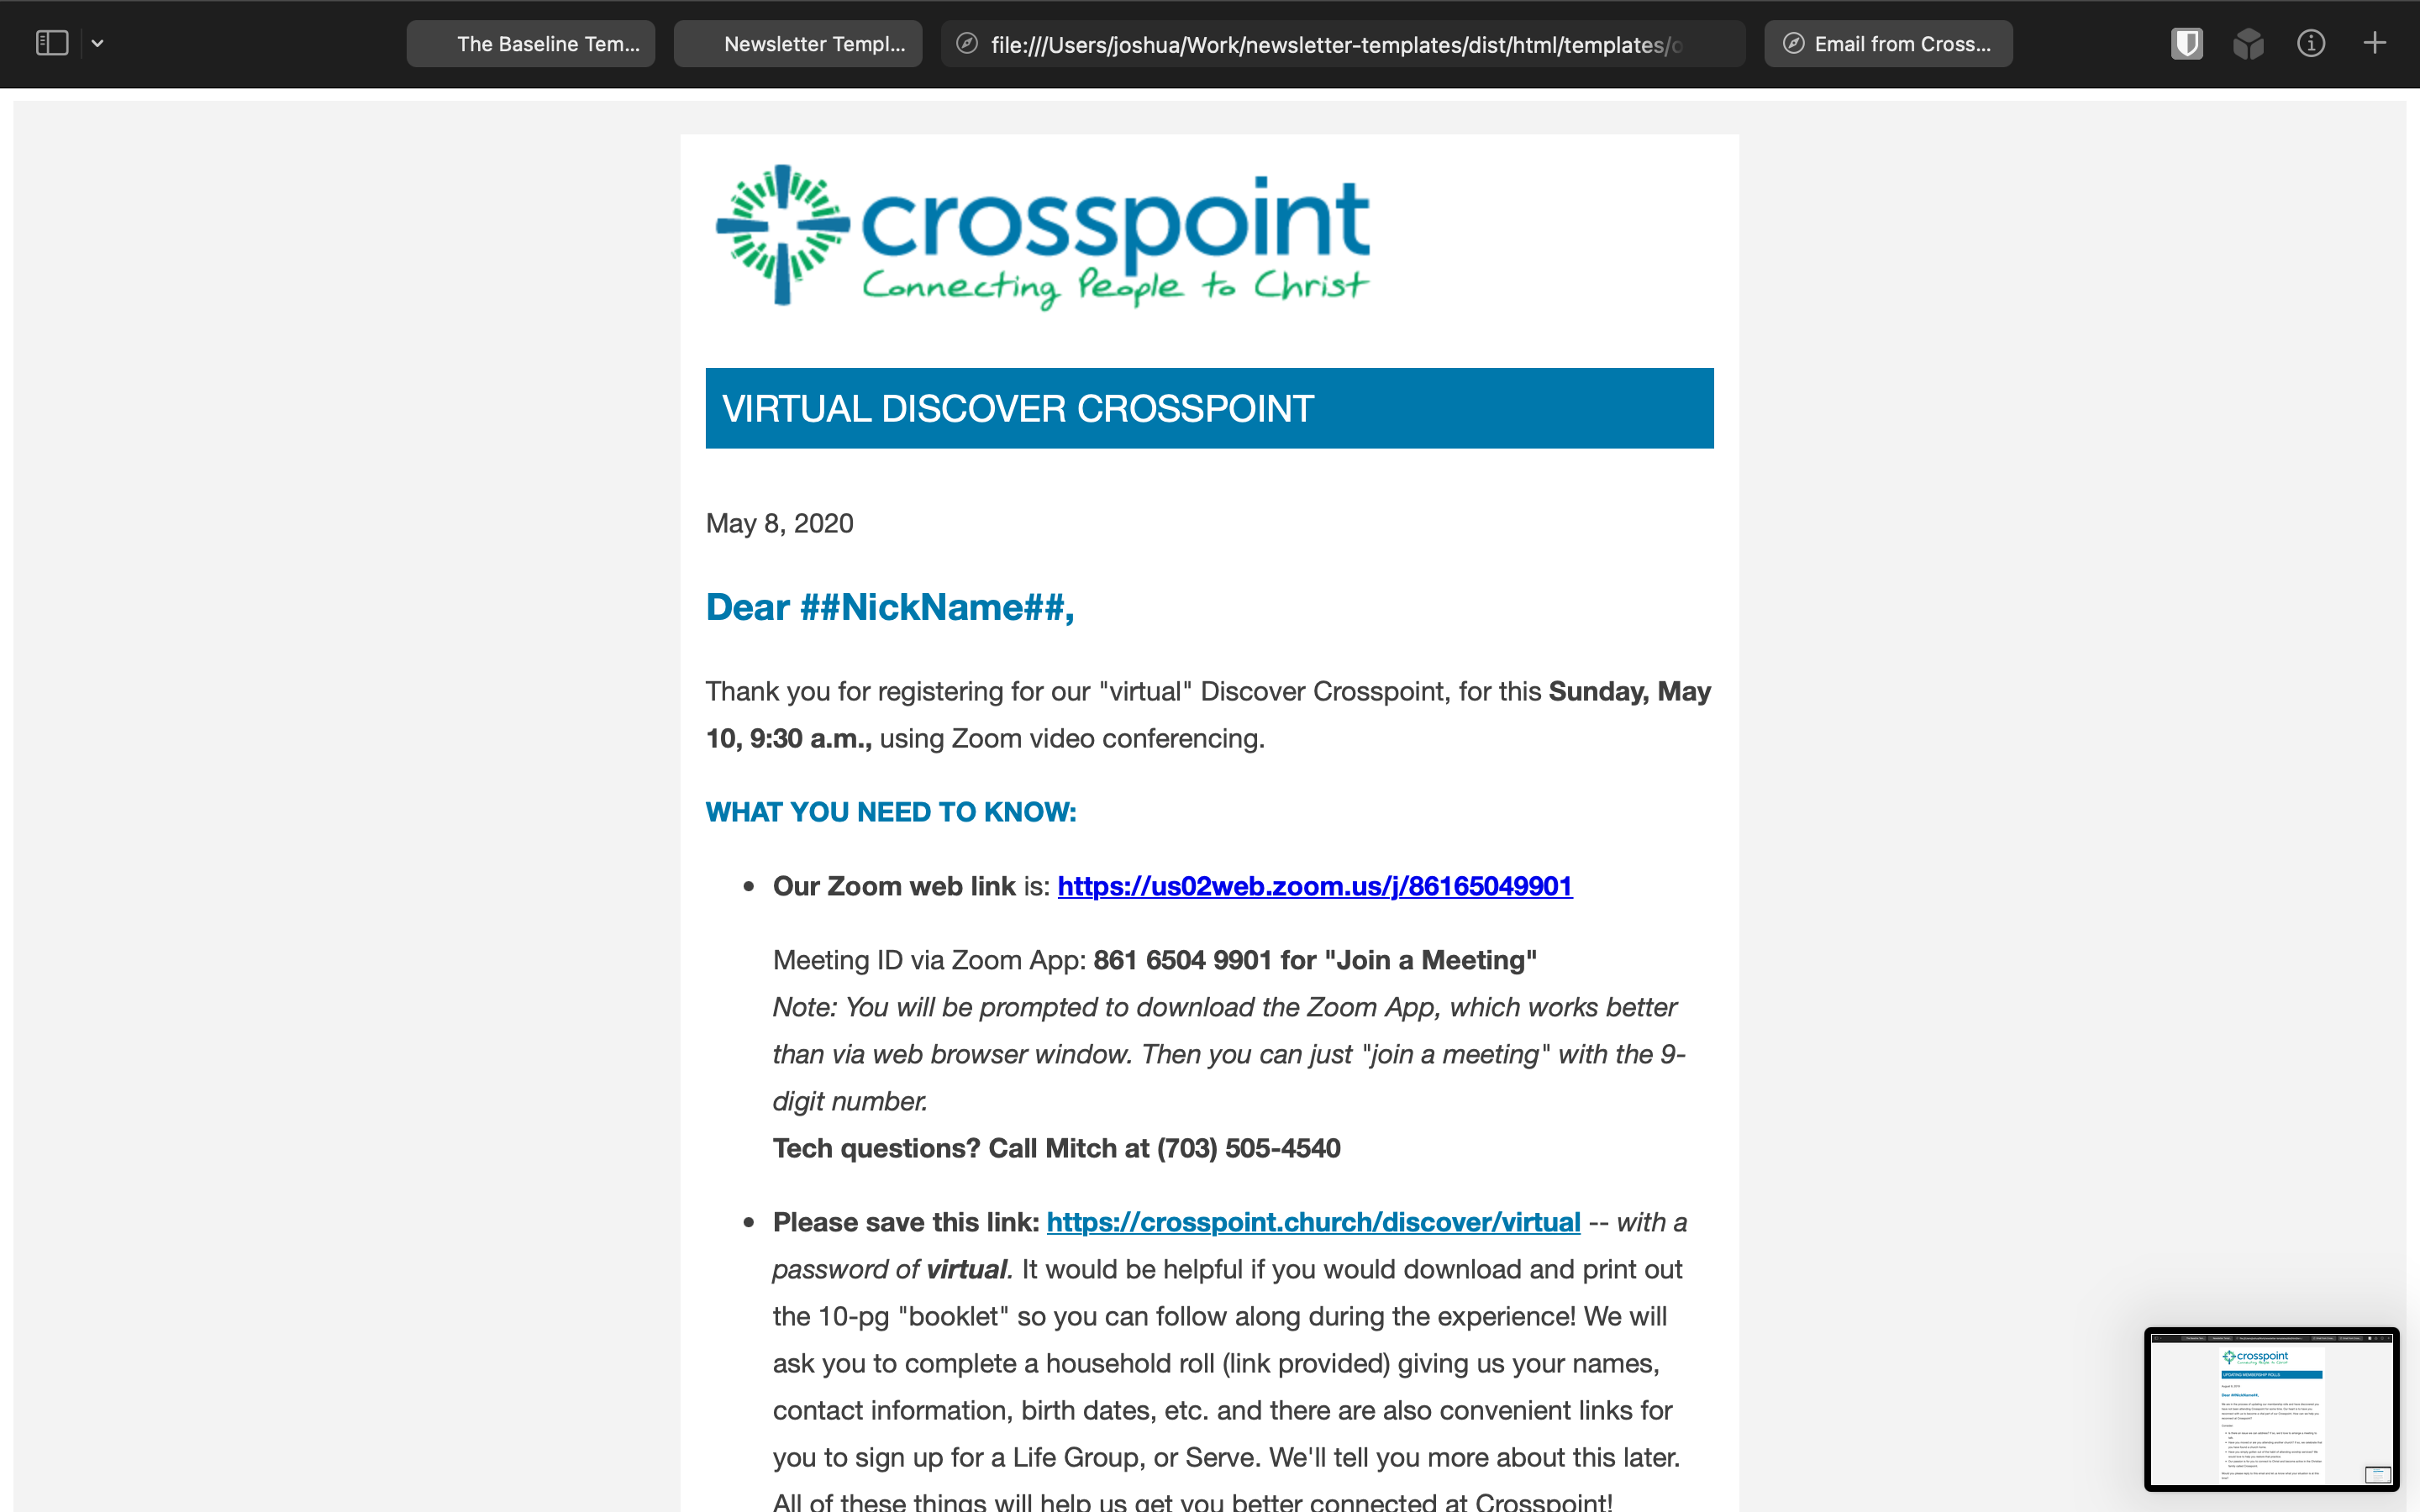 The Baseline Tem...
Newsletter Templ...
file:///Users/joshua/Work/newsletter-templates/dist/html/templates/
Email from Cross...
crosspoint
Connecting People to Christ
VIRTUAL DISCOVER CROSSPOINT
May 8, 2020
Dear ##NickName##,
Thank you for registering for our "virtual" Discover Crosspoint, for this Sunday, May
10, 9:30 a.m., using Zoom video conferencing.
WHAT YOU NEED TO KNOW:
• Our Zoom web link is: https://us02web.zoom.us/j/86165049901
Meeting ID via Zoom App: 861 6504 9901 for "Join a Meeting"
Note: You will be prompted to download the Zoom App, which works better
than via web browser window. Then you can just "join a meeting" with the 9-
digit number.
Tech questions? Call Mitch at (703) 505-4540
• Please save this link: https://crosspoint.church/discover/virtual -- with a
password of virtual. It would be helpful if you would download and print out
the 10-pg "booklet" so you can follow along during the experience! We will
ask you to complete a household roll (link provided) giving us your names,
contact information, birth dates, etc. and there are also convenient links for
you to sign up for a Life Group, or Serve. We'll tell you more about this later.
All of these things will help us get you better connected at Crosspoint!
crosspoint
Connecting People to Christ
UPDATING MEMBERSHIP ROLLS
Dear ##NickName##,